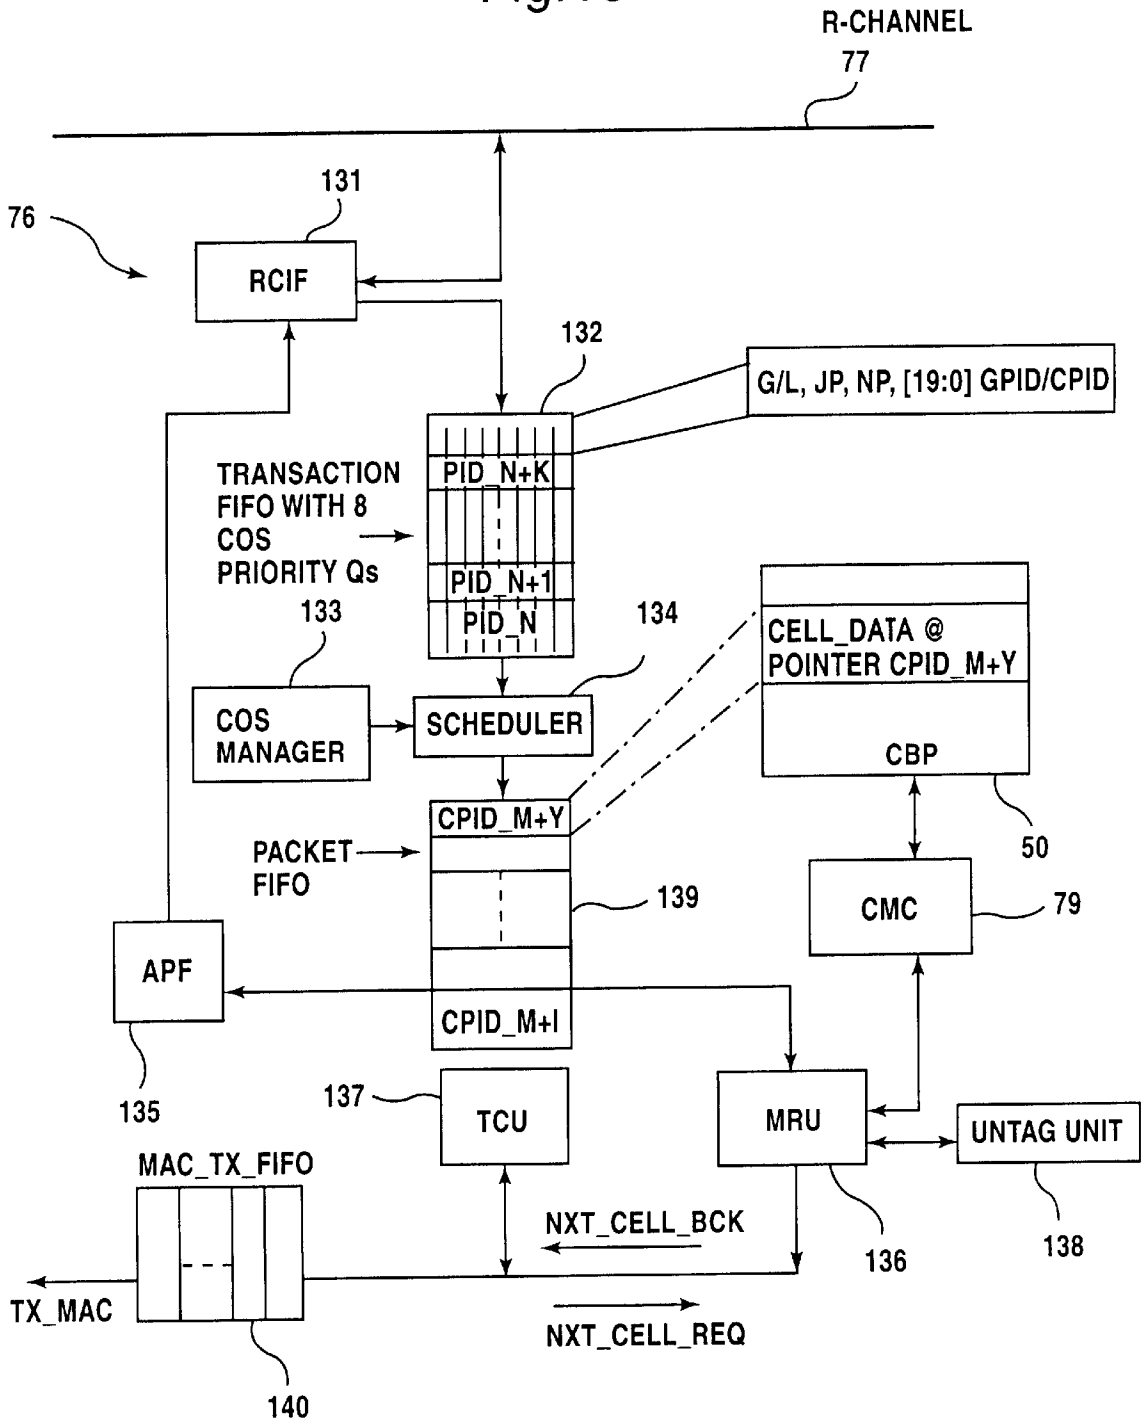 R-CHANNEL
77
131
76
RCIF
132
G/L, JP, NP, [19:0] GPID/CPID
TRANSACTION
FIFO WITH 8
COS
PRIORITY Qs
PID_N+K
PID_N+1
PID_N
133
134
CELL_DATA @
POINTER CPID_M+Y
COS
MANAGER
SCHEDULER
CBP
50
CPID_M+Y
PACKET
FIFO
139
CMC
79
APF
CPID_M+I
135
137
TCU
MRU
UNTAG UNIT
MAC_TX_FIFO
NXT_CELL_BCK
136
138
TX_MAC
NXT_CELL_REQ
140